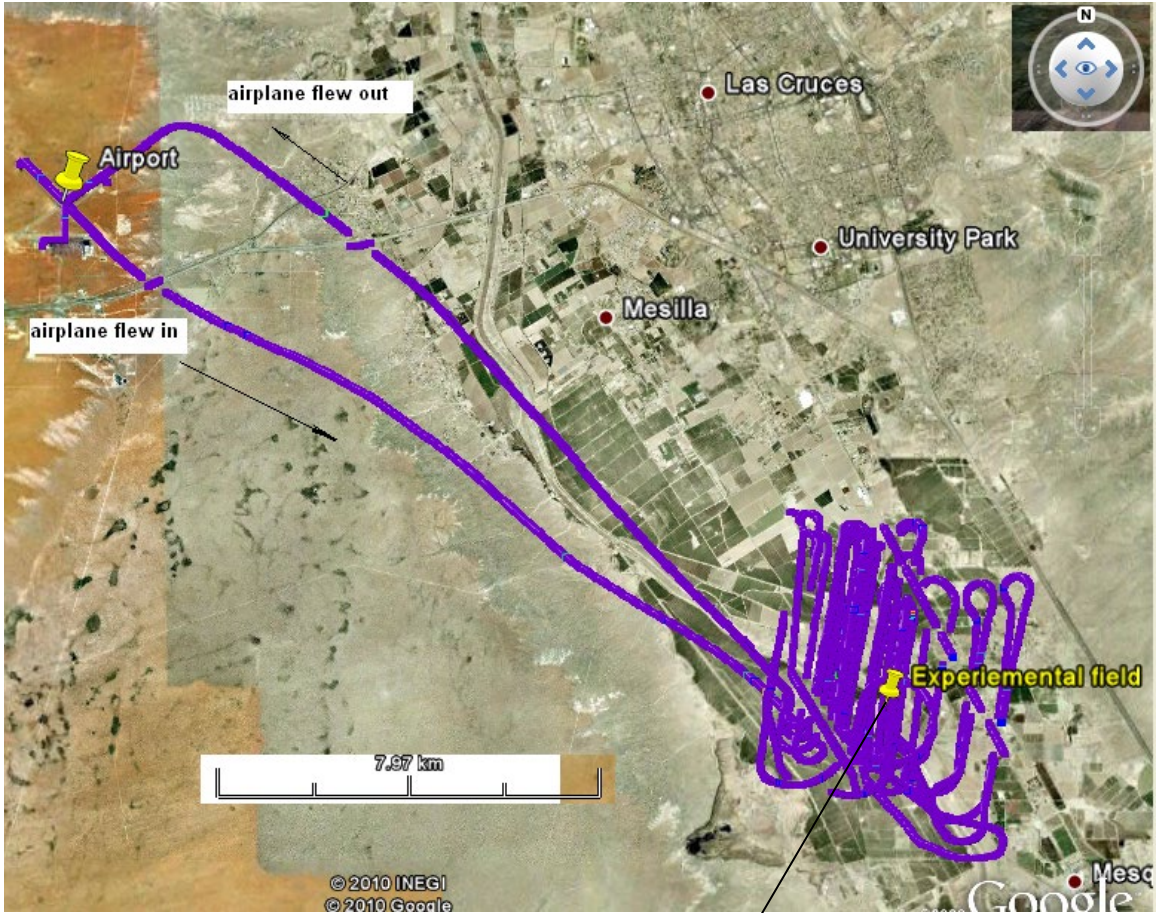 N
airplane flew out
Las Cruces
Airport
University Park
Mesilla
airplane flew in
Experiemental field
7.97 km
© 2010 INEGI
© 2010 Google
Mesq
Google